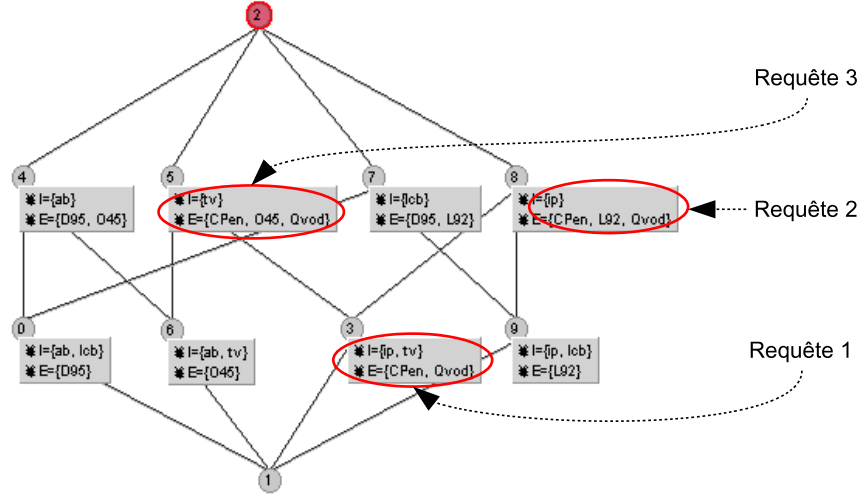 2
Requête 3
4
5
7
8
I={ab}
E={D95, O45}
I={tv}
E={CPen, O45, Qvod}
I={lcb}
E={D95, L92}
I={ip}
E={CPen, L92, Qvod}
Requête 2
0
6
3
9
I={ab, lcb}
E={D95}
I={ab, tv}
E={O45}
I={ip, tv}
E={CPen, Qvod}
I={ip, lcb}
E={L92}
Requête 1
1